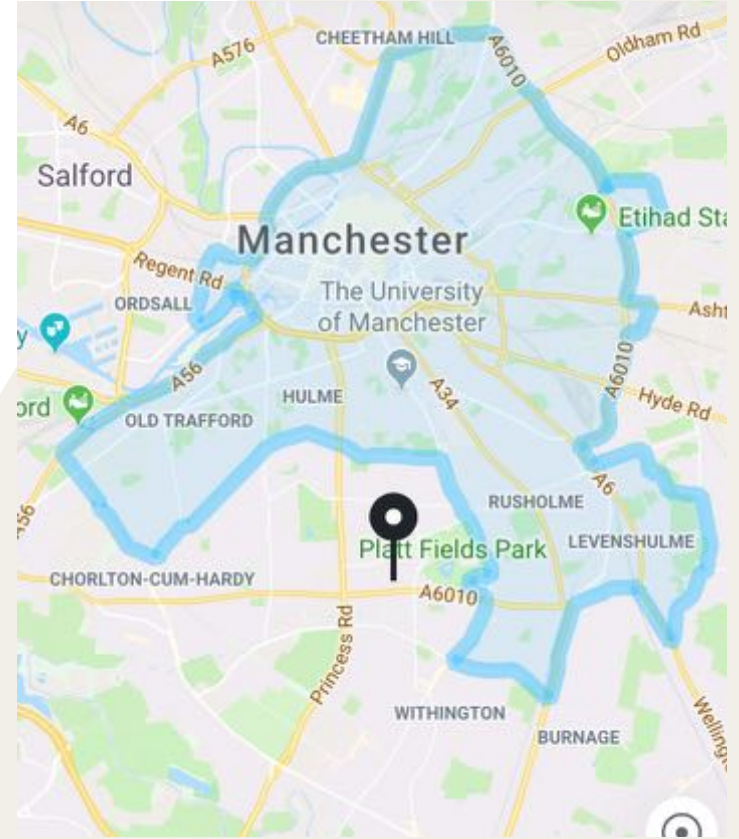 CHEETHAM HILL
A6010
Oldham Rd
A576
A6
Salford
Etihad Sta
Manchester
Regent Rd
The University
of Manchester
ORDSALL
Asht
y
A56
A34
A6010
HULME
Hyde Rd
ord
OLD TRAFFORD
A6
RUSHOLME
A56
Platt Fields Park
LEVENSHULME
CHORLTON-CUM-HARDY
A6010
Princess Rd
WITHINGTON
BURNAGE
Wellingt